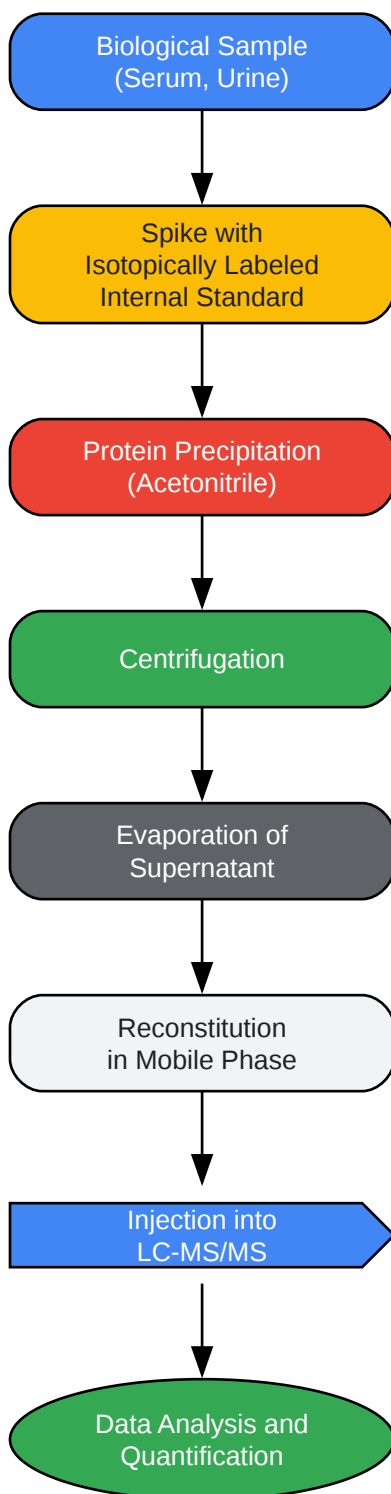 Biological Sample
(Serum, Urine)
Spike with
Isotopically Labeled
Internal Standard
Protein Precipitation
(Acetonitrile)
Centrifugation
Evaporation of
Supernatant
Reconstitution
in Mobile Phase
Injection into
LC-MS/MS
Data Analysis and
Quantification